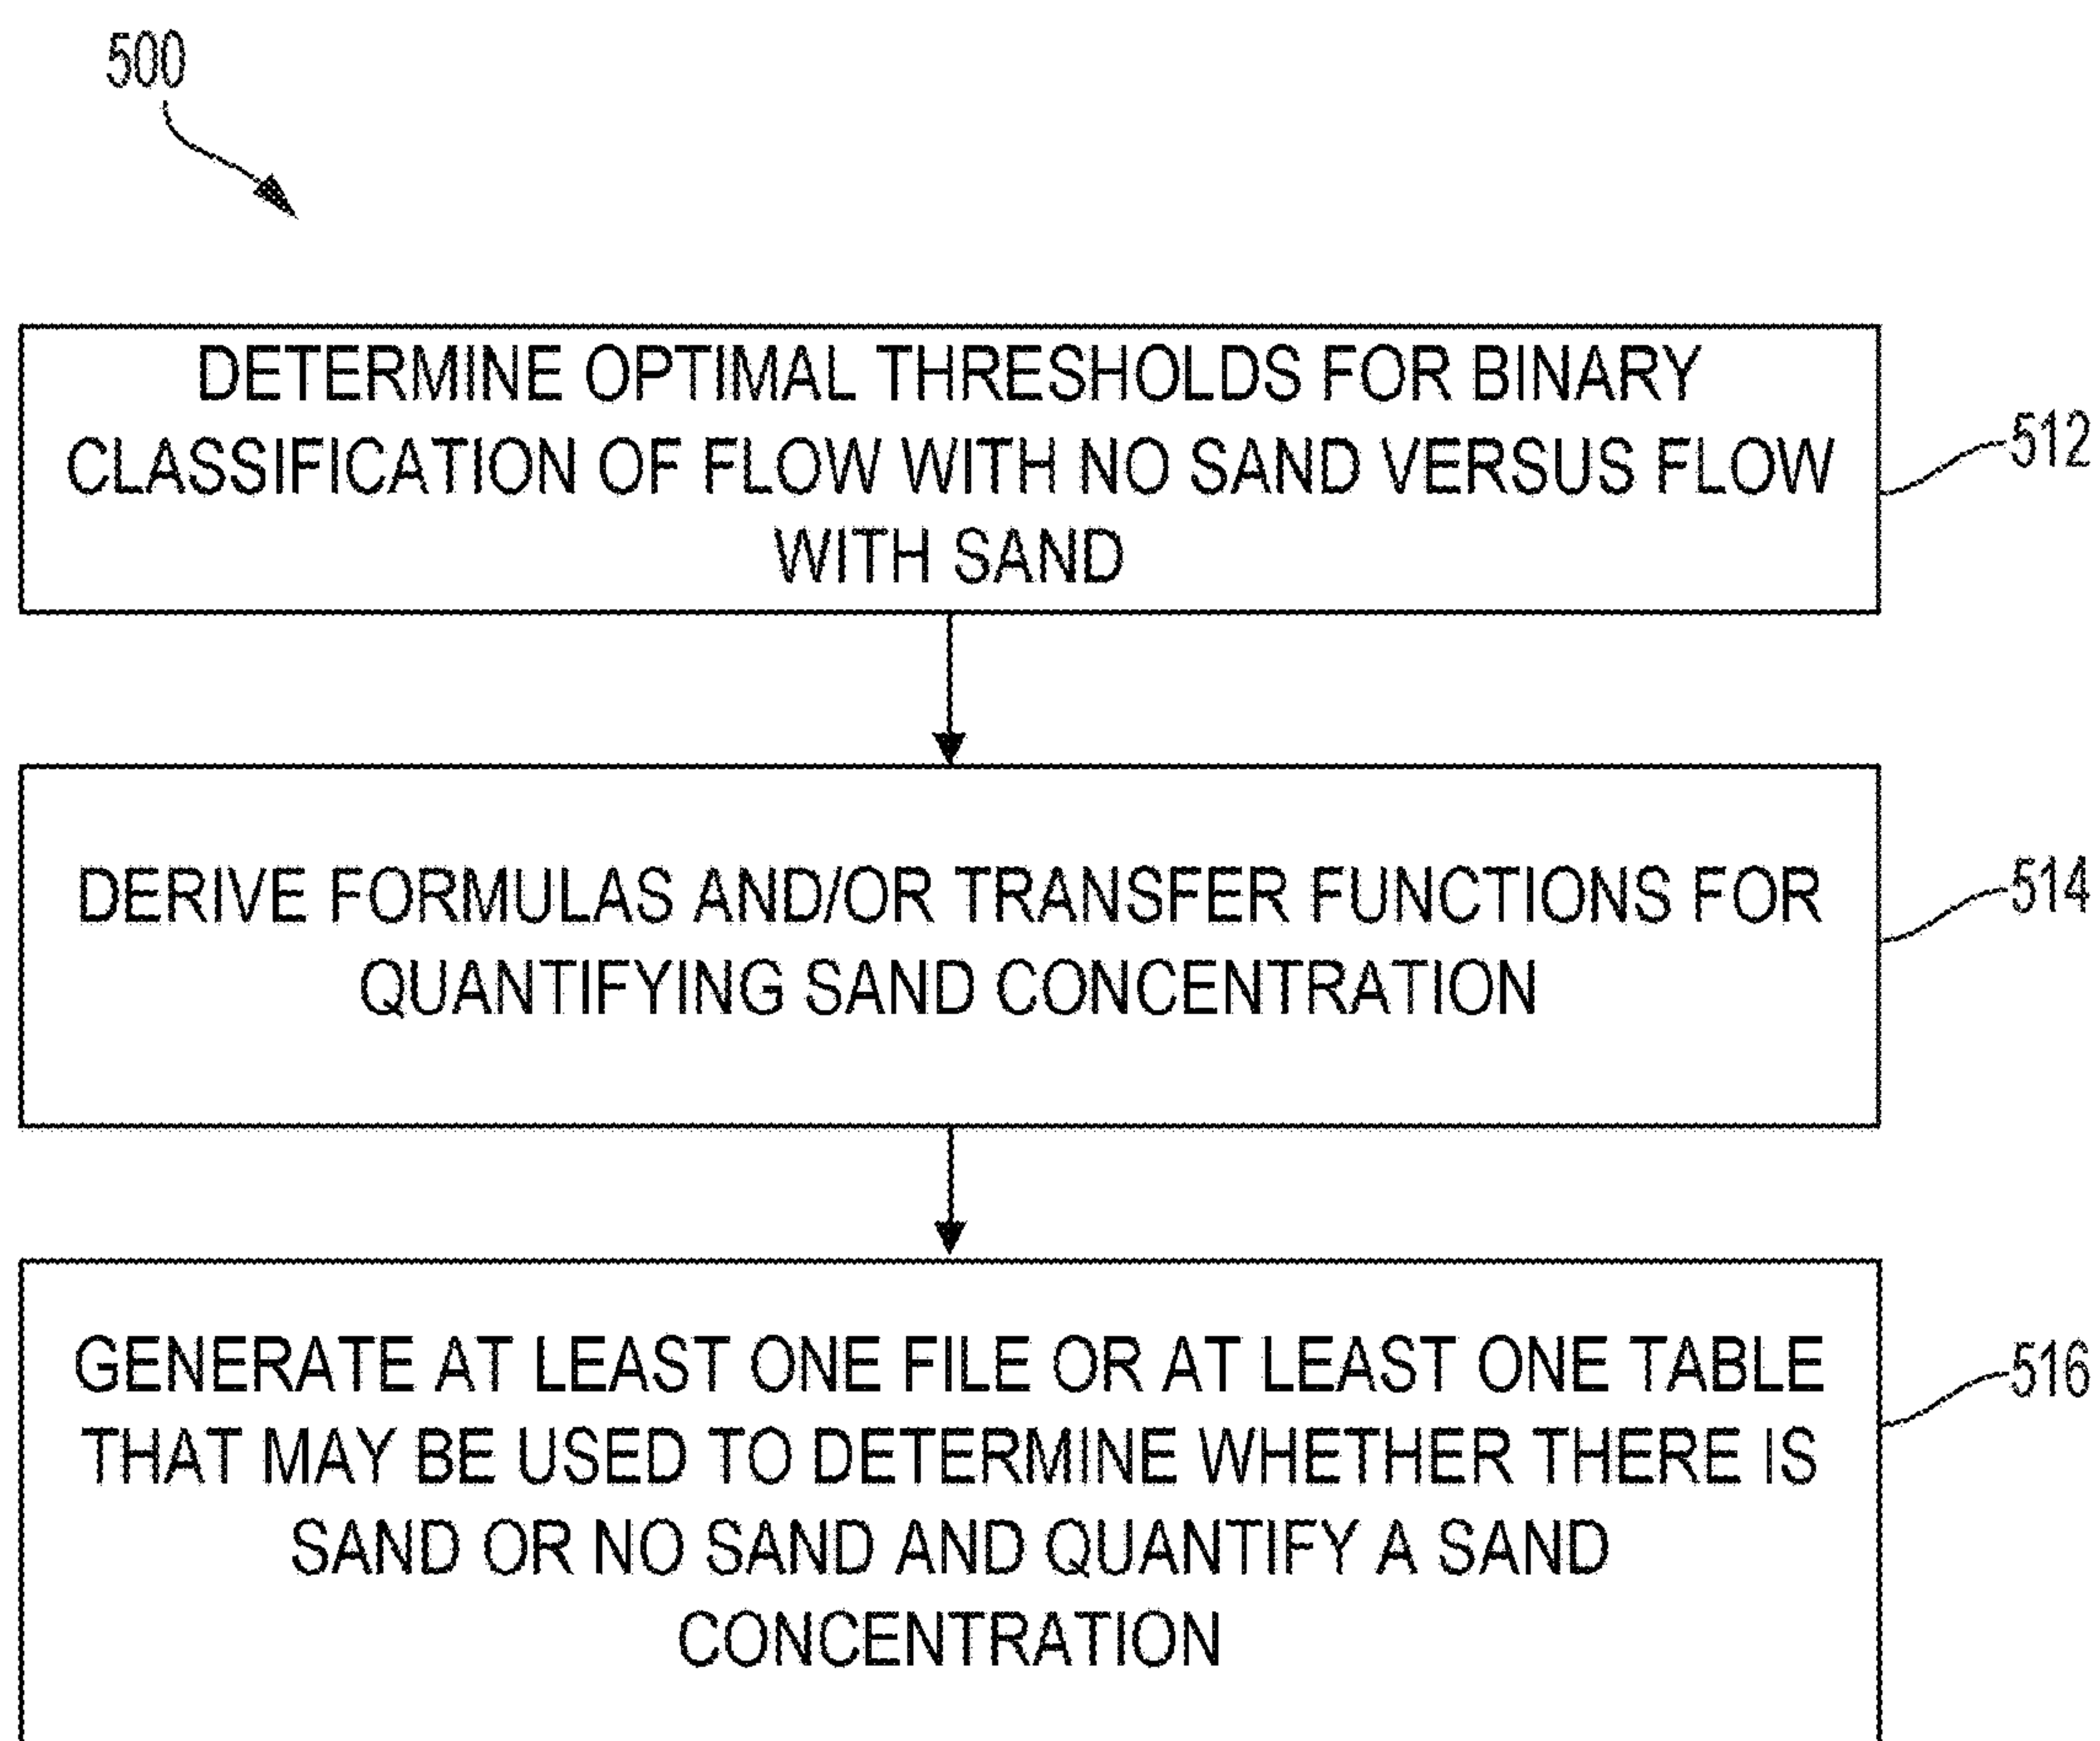 500
DETERMINE OPTIMAL THRESHOLDS FOR BINARY
CLASSIFICATION OF FLOW WITH NO SAND VERSUS FLOW
WITH SAND
512
DERIVE FORMULAS AND/OR TRANSFER FUNCTIONS FOR
QUANTIFYING SAND CONCENTRATION
514
GENERATE AT LEAST ONE FILE OR AT LEAST ONE TABLE
THAT MAY BE USED TO DETERMINE WHETHER THERE IS
SAND OR NO SAND AND QUANTIFY A SAND
CONCENTRATION
516